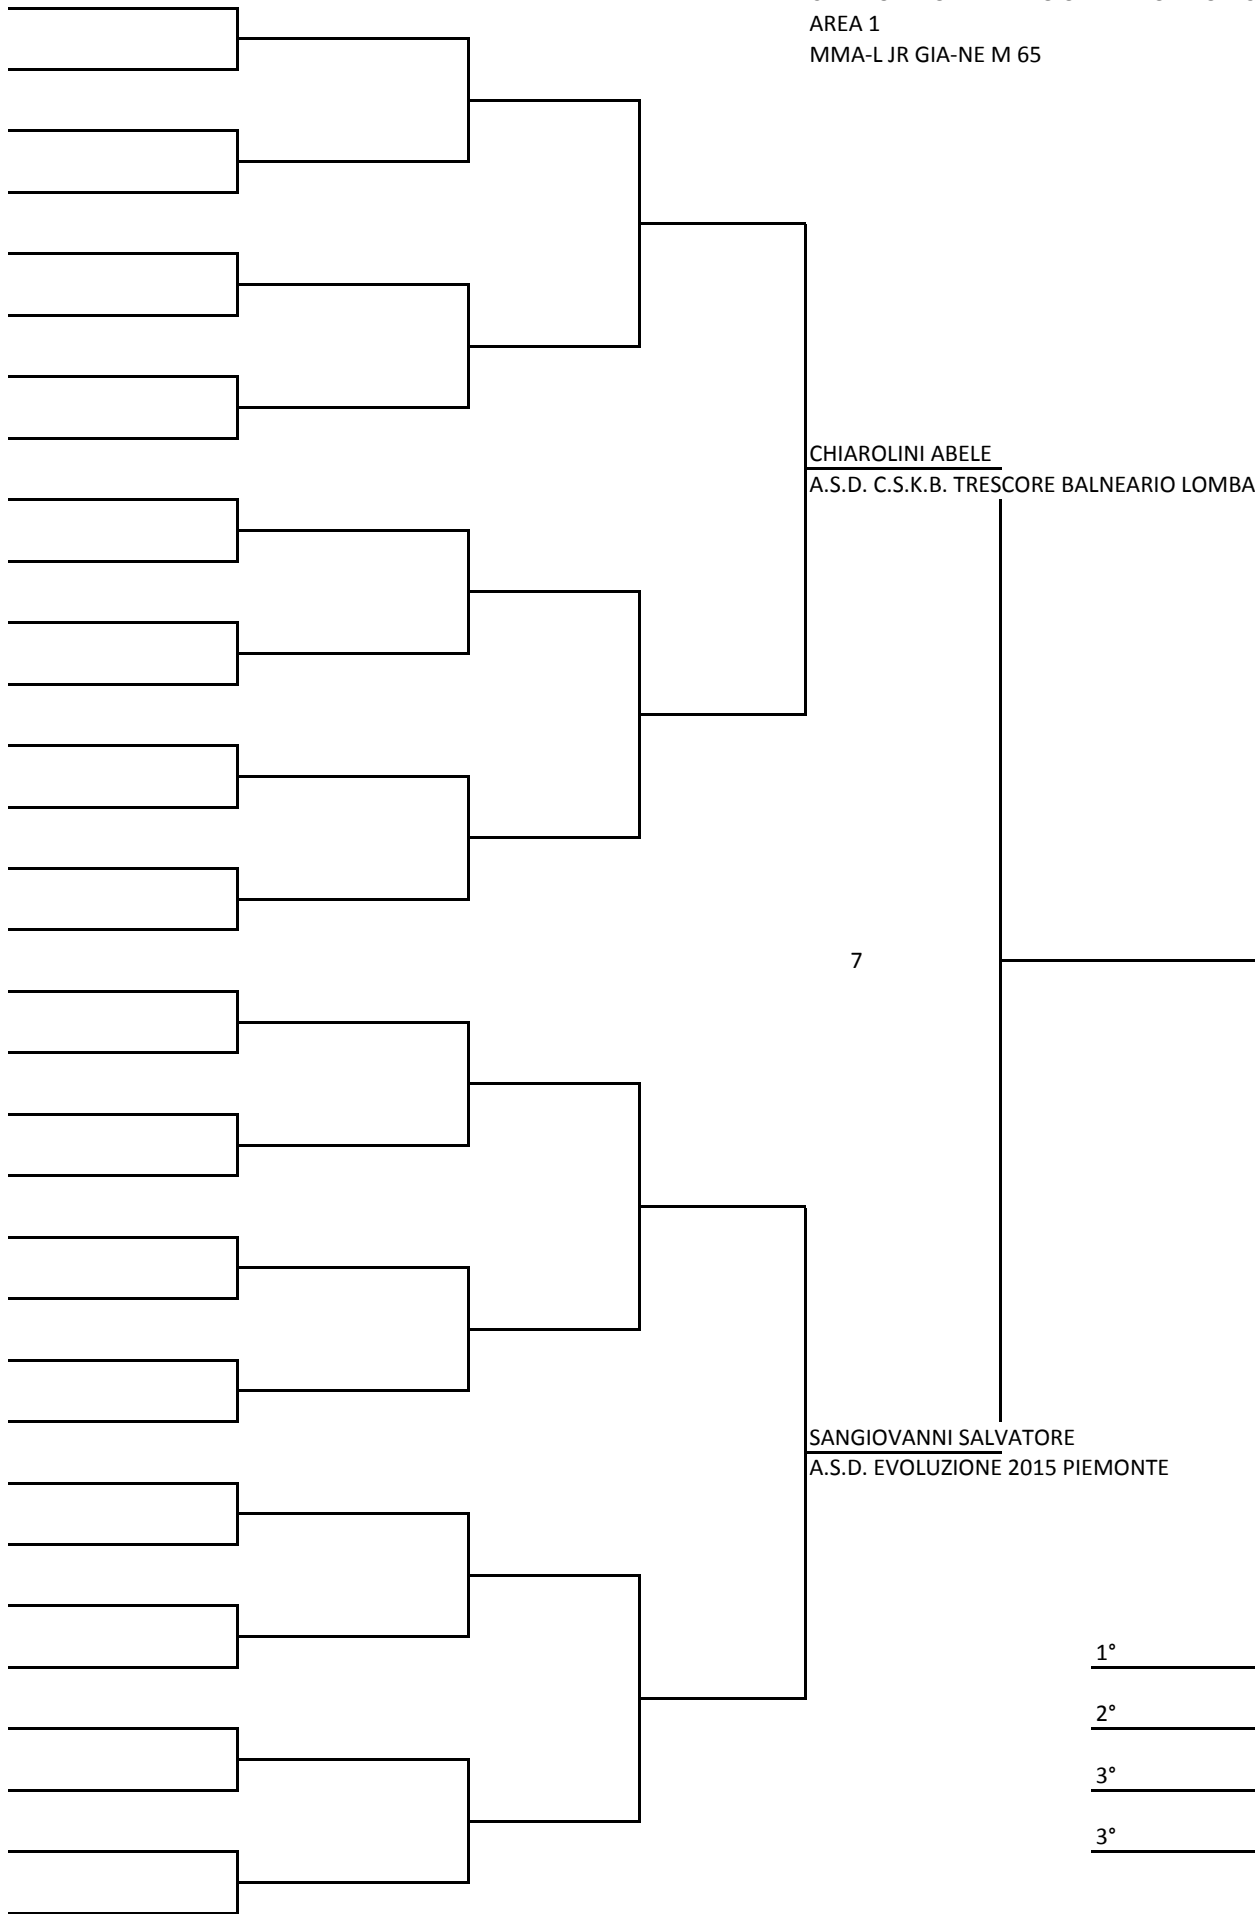 AREA 1
MMA-L JR GIA-NE M 65
CHIAROLINI ABELE
A.S.D. C.S.K.B. TRESCORE BALNEARIO LOMBA
7
SANGIOVANNI SALVATORE
A.S.D. EVOLUZIONE 2015 PIEMONTE
1°
2°
3°
3°